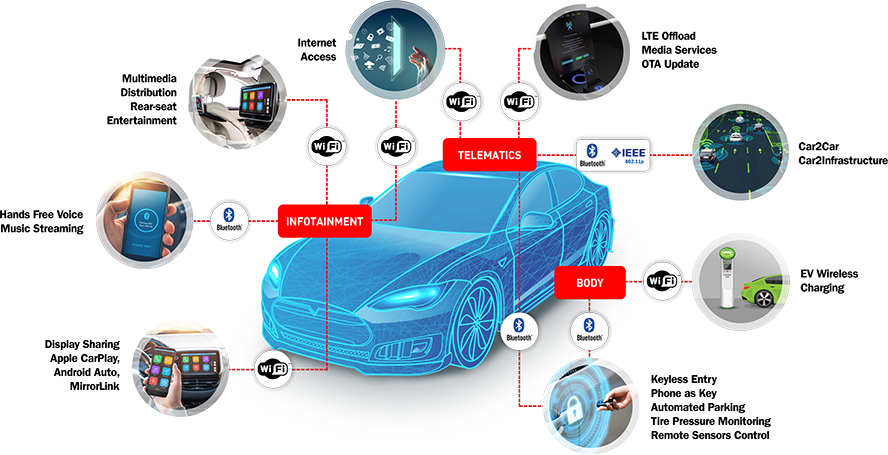 Internet
Access
LTE Offload
Media Services
OTA Update
Multimedia
Distribution
Rear-seat
Entertainment
WiFi
WiFi
WiFi
WiFi
TELEMATICS
Bluetooth
IEEE
802.11p
Car2Car
Car2Infrastructure
Hands Free Voice
Music Streaming
Bluetooth
INFOTAINMENT
BODY
WiFi
EV Wireless
Charging
Bluetooth
Bluetooth
Display Sharing
Apple CarPlay,
Android Auto,
MirrorLink
WiFi
Keyless Entry
Phone as Key
Automated Parking
Tire Pressure Monitoring
Remote Sensors Control